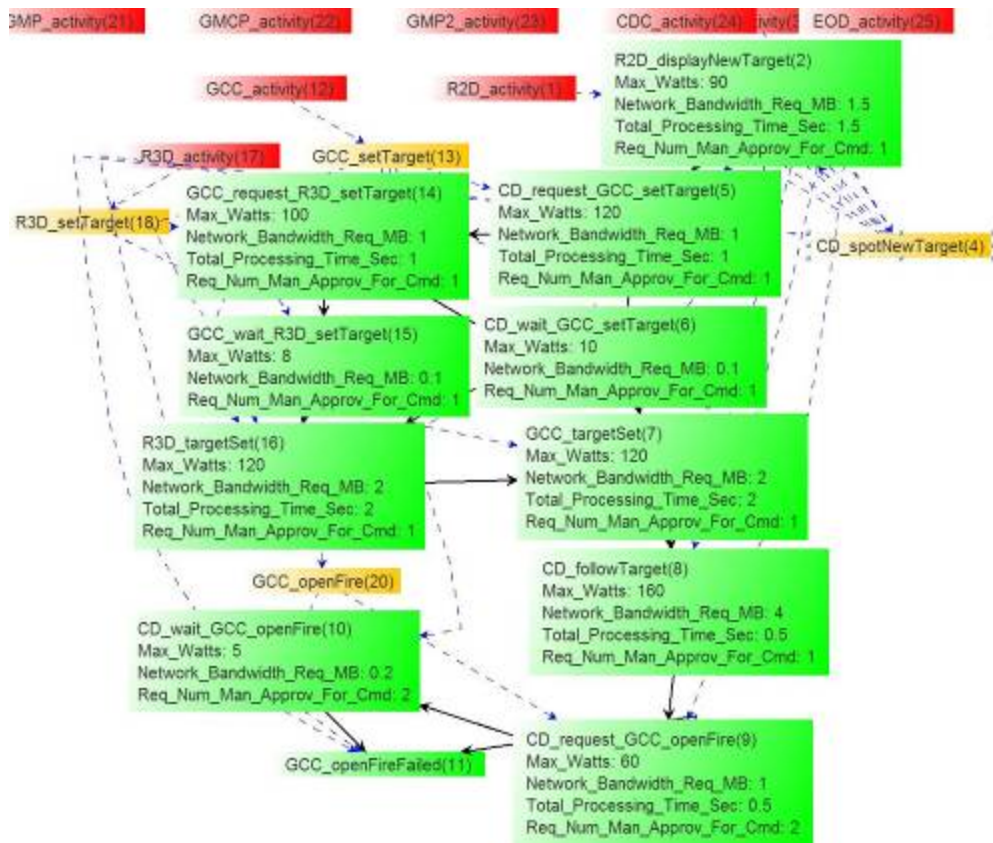 GMP_activity(21)
GMCP_activity(22)
GMP2_activity(23)
CDC_activity(24)
EOD_activity(25)
R2D_displayNewTarget(2)
Max_Watts: 90
Network_Bandwidth_Req_MB: 1.5
Total_Processing_Time_Sec: 1.5
Req_Num_Man_Approv_For_Cmd: 1
GCC_activity(12)
R2D_activity(1)
R3D_activity(17)
GCC_setTarget(13)
GCC_request_R3D_setTarget(14)
Max_Watts: 100
Network_Bandwidth_Req_MB: 1
Total_Processing_Time_Sec: 1
Req_Num_Man_Approv_For_Cmd: 1
CD_request_GCC_setTarget(5)
Max_Watts: 120
Network_Bandwidth_Req_MB: 1
Total_Processing_Time_Sec: 1
Req_Num_Man_Approv_For_Cmd: 1
R3D_setTarget(18)
CD_spotNewTarget(4)
GCC_wait_R3D_setTarget(15)
Max_Watts: 8
Network_Bandwidth_Req_MB: 0.1
Req_Num_Man_Approv_For_Cmd: 1
CD_wait_GCC_setTarget(6)
Max_Watts: 10
Network_Bandwidth_Req_MB: 0.1
Req_Num_Man_Approv_For_Cmd: 1
R3D_targetSet(16)
Max_Watts: 120
Network_Bandwidth_Req_MB: 2
Total_Processing_Time_Sec: 2
Req_Num_Man_Approv_For_Cmd: 1
GCC_targetSet(7)
Max_Watts: 120
Network_Bandwidth_Req_MB: 2
Total_Processing_Time_Sec: 2
Req_Num_Man_Approv_For_Cmd: 1
GCC_openFire(20)
CD_followTarget(8)
Max_Watts: 160
Network_Bandwidth_Req_MB: 4
Total_Processing_Time_Sec: 0.5
Req_Num_Man_Approv_For_Cmd: 1
CD_wait_GCC_openFire(10)
Max_Watts: 5
Network_Bandwidth_Req_MB: 0.2
Req_Num_Man_Approv_For_Cmd: 2
GCC_openFireFailed(11)
CD_request_GCC_openFire(9)
Max_Watts: 60
Network_Bandwidth_Req_MB: 1
Total_Processing_Time_Sec: 0.5
Req_Num_Man_Approv_For_Cmd: 2